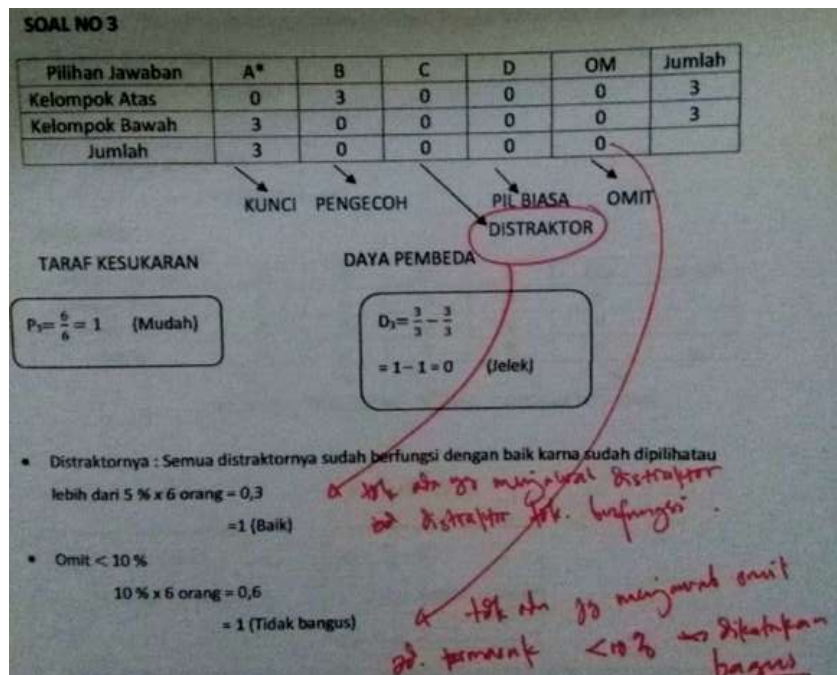 SOAL NO 3
Pilihan Jawaban A* B C D OM Jumlah
Kelompok Atas 0 3 0 0 0 3
Kelompok Bawah 3 0 0 0 0 3
Jumlah 3 0 0 0 0
KUNCI PENGECOH PIL BIASA OMIT
DISTRAKTOR
TARAF KESUKARAN DAYA PEMBEDA
P₃= 6/6 = 1 (Mudah)
D₃= 3/3 − 3/3
= 1− 1 = 0 (Jelek)
• Distraktornya : Semua distraktornya sudah berfungsi dengan baik karna sudah dipilihatau
lebih dari 5 % x 6 orang = 0,3
=1 (Baik)
tdk ada yg menjawab distraktor
distraktor tdk. berfungsi.
• Omit < 10 %
10 % x 6 orang = 0,6
= 1 (Tidak bangus)
tdk ada yg menjawab omit
termasuk <10 % → dikatakan
bagus